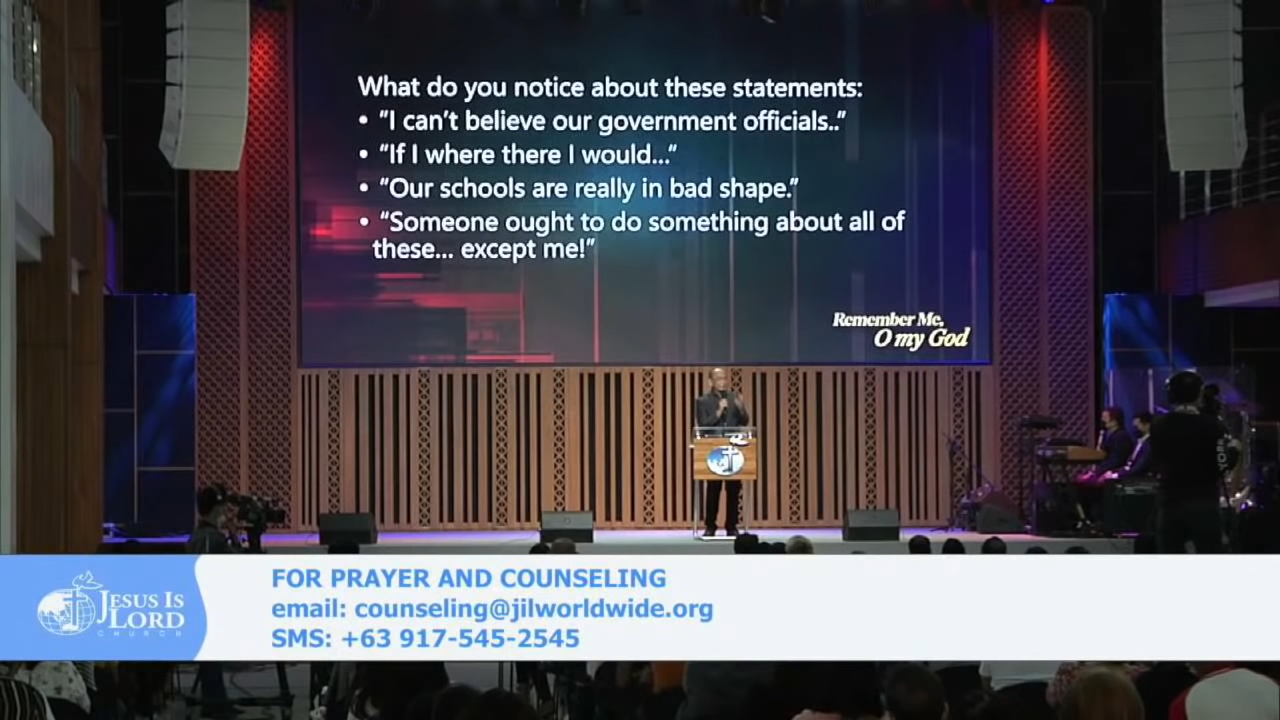 What do you notice about these statements:
• "I can't believe our government officials.."
• "If I where there I would..."
• "Our schools are really in bad shape."
• "Someone ought to do something about all of
these... except me!"
Remember Me,
O my God
FOR PRAYER AND COUNSELING
email: counseling@jilworldwide.org
SMS: +63 917-545-2545
JESUS IS
LORD
CHURCH